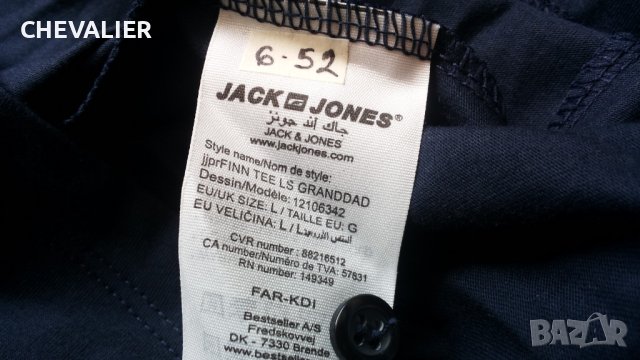 CHEVALIER
6-52
JACK & JONES®
جاك اند جونز
JACK & JONES
www.jackjones.com
Style name/Nom de style:
jjprFINN TEE LS GRANDDAD
Dessin/Modèle: 12106342
EU/UK SIZE: L / TAILLE EU: G
EU VELIČINA: L / L
CVR number : 88216512
CA number/Numéro de TVA: 57831
RN number: 149349
FAR-KDI
Bestseller A/S
Fredskovvej
DK - 7330 Brande
BAZAR